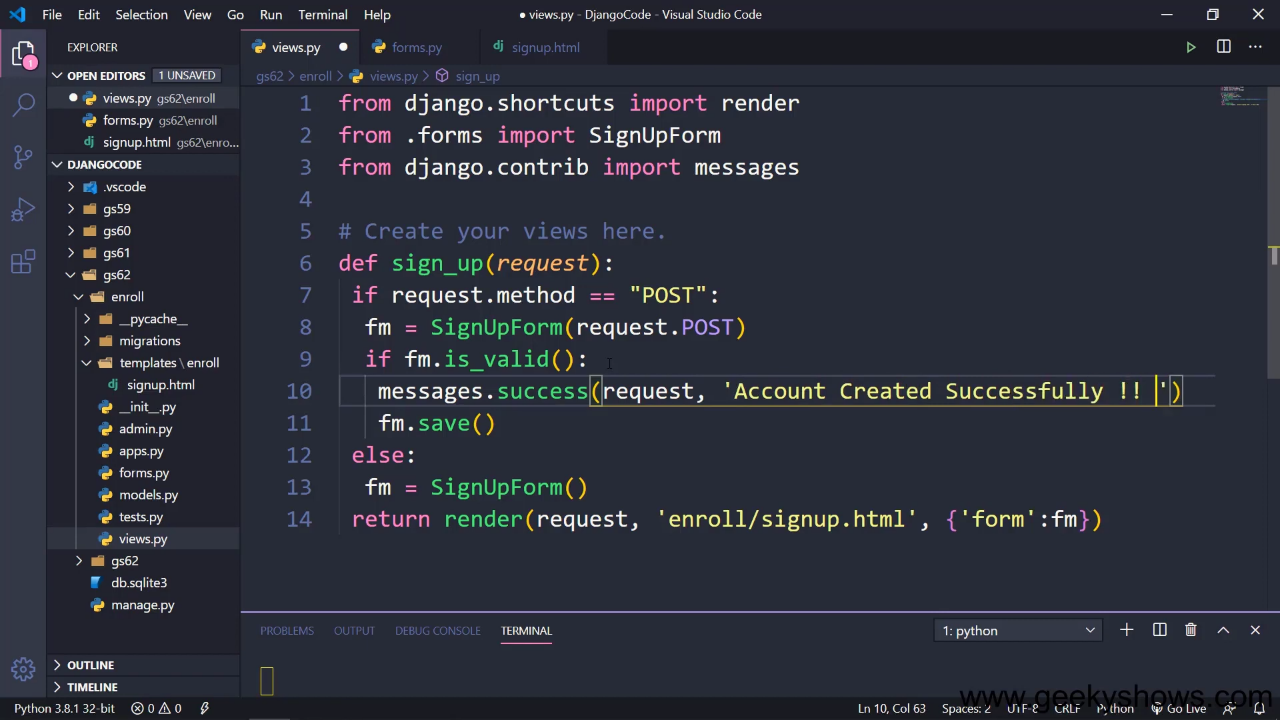 File Edit Selection View Go Run Terminal Help
● views.py - DjangoCode - Visual Studio Code
EXPLORER
OPEN EDITORS 1 UNSAVED
views.py gs62\enroll
forms.py gs62\enroll
signup.html gs62\enro...
DJANGOCODE
.vscode
gs59
gs60
gs61
gs62
enroll
__pycache__
migrations
templates \ enroll
signup.html
__init__.py
admin.py
apps.py
forms.py
models.py
tests.py
views.py
gs62
db.sqlite3
manage.py
OUTLINE
TIMELINE
views.py forms.py dj signup.html
gs62 > enroll > views.py > sign_up
1 from django.shortcuts import render
2 from .forms import SignUpForm
3 from django.contrib import messages
4
5 # Create your views here.
6 def sign_up(request):
7 if request.method == "POST":
8 fm = SignUpForm(request.POST)
9 if fm.is_valid():
10 messages.success(request, 'Account Created Successfully !! ')
11 fm.save()
12 else:
13 fm = SignUpForm()
14 return render(request, 'enroll/signup.html', {'form':fm})
PROBLEMS OUTPUT DEBUG CONSOLE TERMINAL 1: python
www.geekyshows.com
Python 3.8.1 32-bit 0 0 Ln 10, Col 63 Spaces: 2 UTF-8 CRLF Python Go Live